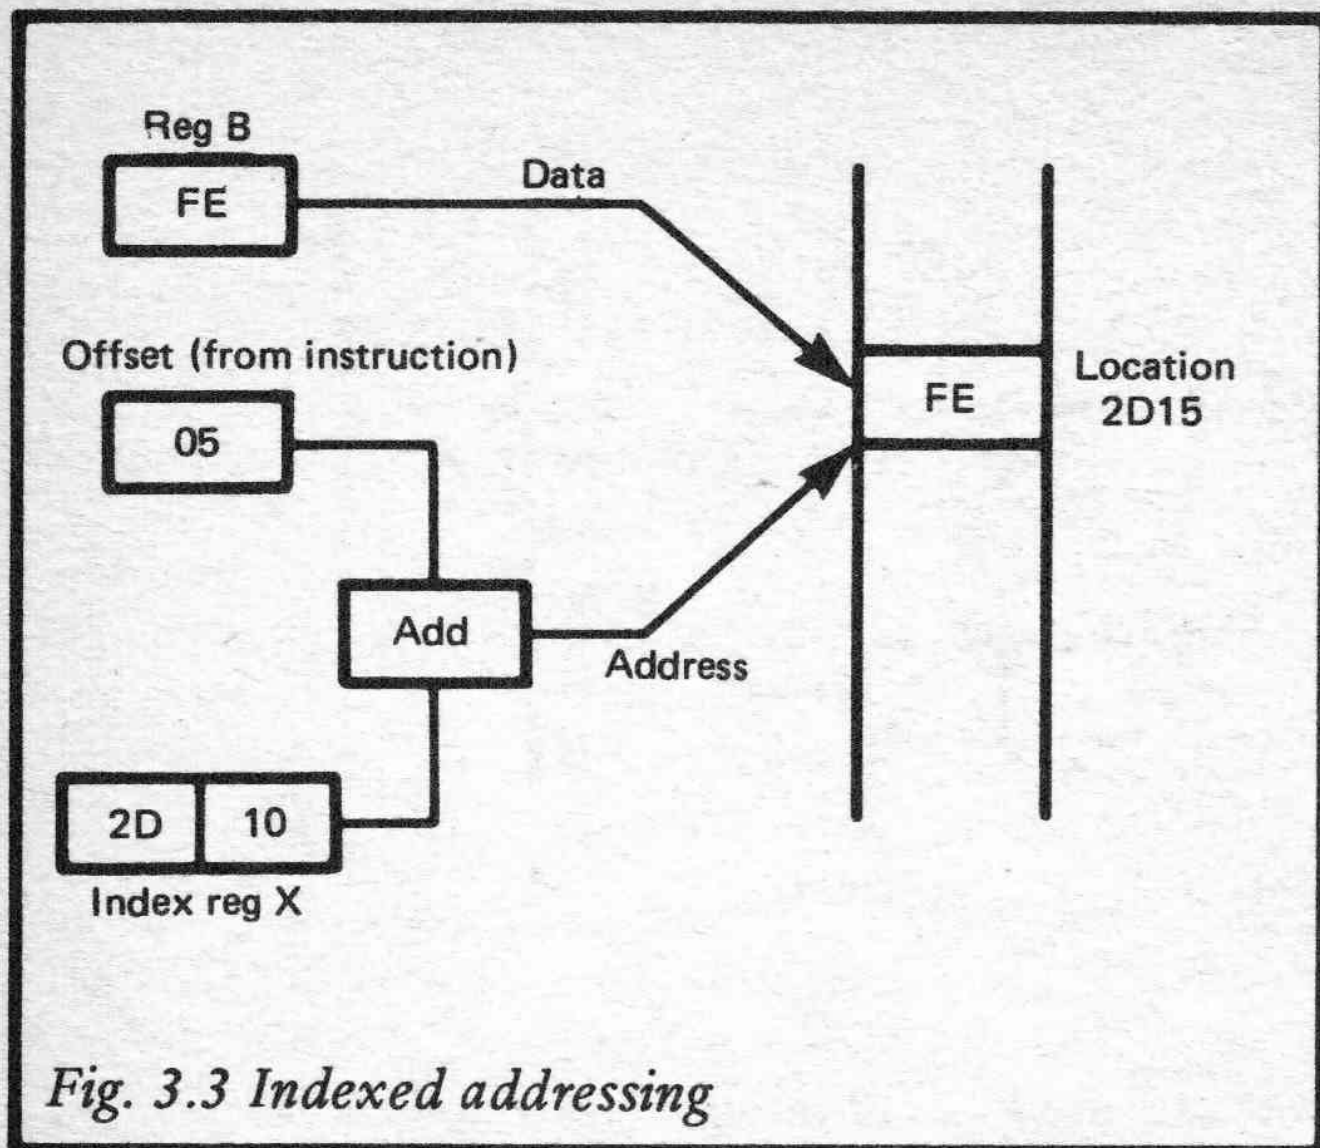 Reg B
FE
Data
Offset (from instruction)
05
FE
Location
2D15
Add
Address
2D 10
Index reg X
Fig. 3.3 Indexed addressing